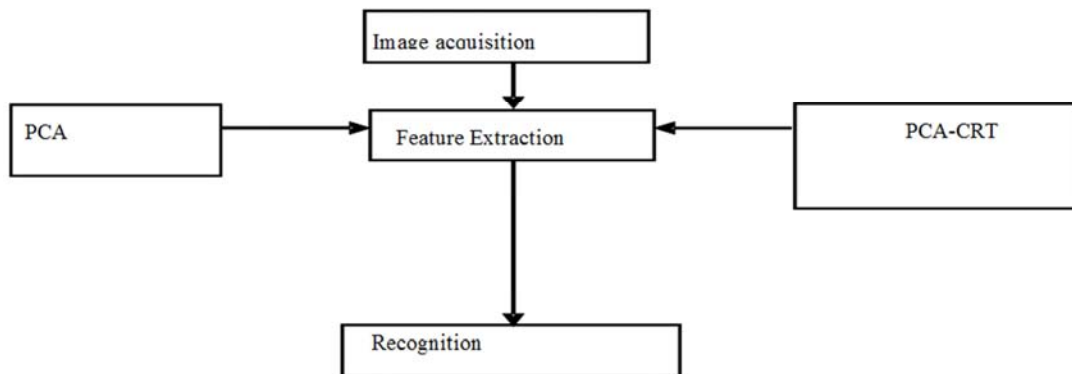 Image acquisition
PCA
Feature Extraction
PCA-CRT
Recognition